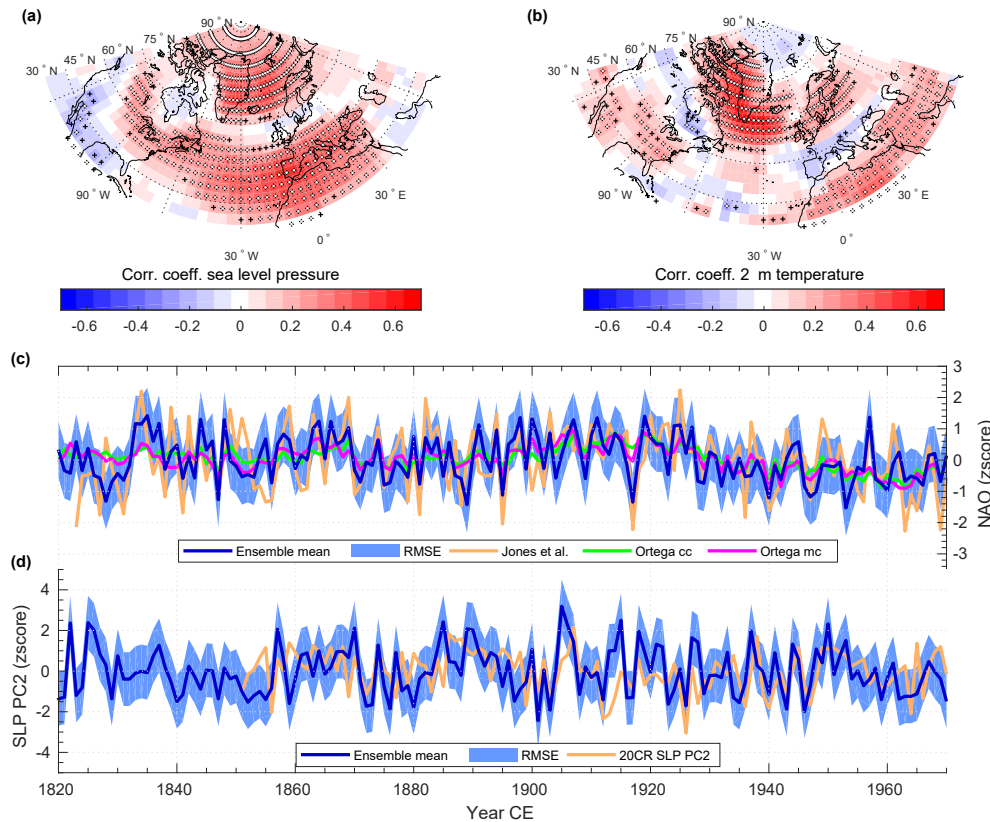 (a)
90° N
75° N
60° N
45° N
30° N
90° W
30° E
0°
30° W
Corr. coeff. sea level pressure
-0.6 -0.4 -0.2 0 0.2 0.4 0.6
(b)
90° N
75° N
60° N
45° N
30° N
90° W
30° E
0°
30° W
Corr. coeff. 2 m temperature
-0.6 -0.4 -0.2 0 0.2 0.4 0.6
(c)
3
2
1
0
-1
-2
-3
NAO (zscore)
Ensemble mean RMSE Jones et al. Ortega cc Ortega mc
(d)
4
2
0
-2
-4
SLP PC2 (zscore)
Ensemble mean RMSE 20CR SLP PC2
1820 1840 1860 1880 1900 1920 1940 1960
Year CE